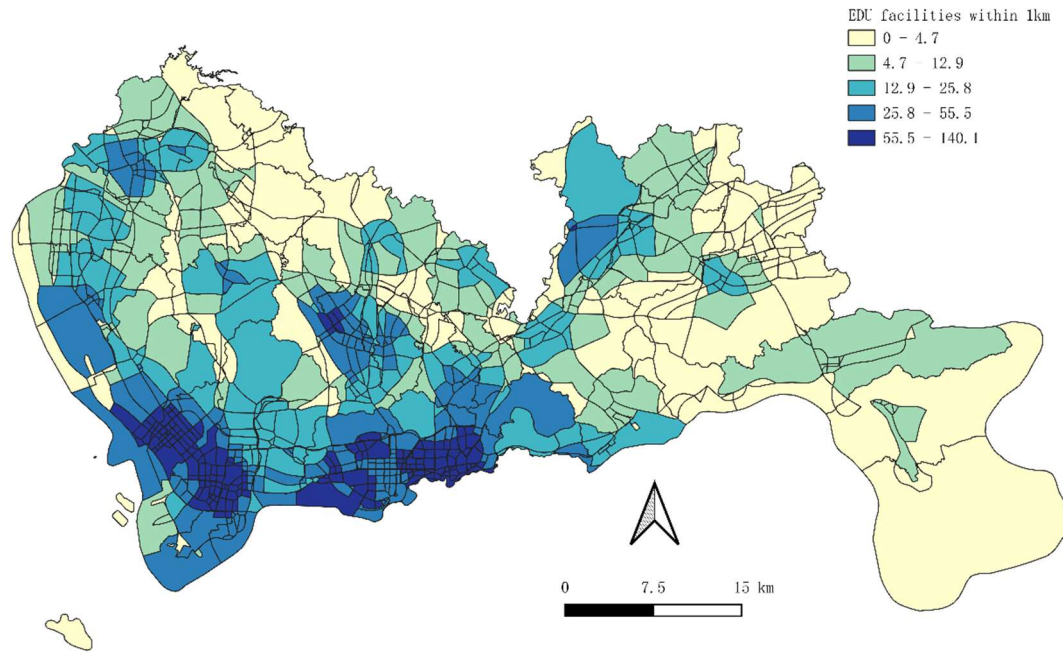 EDU facilities within 1km
0 - 4.7
4.7 - 12.9
12.9 - 25.8
25.8 - 55.5
55.5 - 140.1
0 7.5 15 km